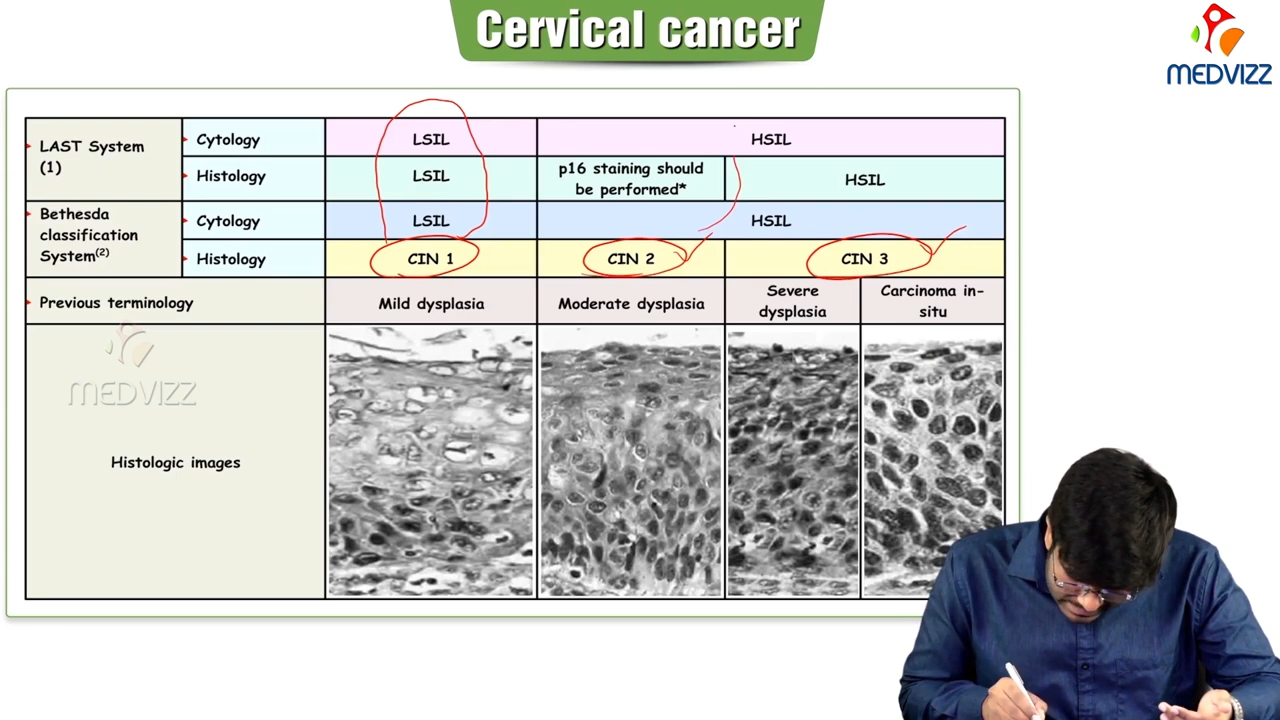 Cervical cancer
MEDVIZZ
LAST System
(1)
Cytology
LSIL
HSIL
Histology
LSIL
p16 staining should
be performed*
HSIL
Bethesda
classification
System(2)
Cytology
LSIL
HSIL
Histology
CIN 1
CIN 2
CIN 3
Previous terminology
Mild dysplasia
Moderate dysplasia
Severe
dysplasia
Carcinoma in-
situ
MEDVIZZ
Histologic images